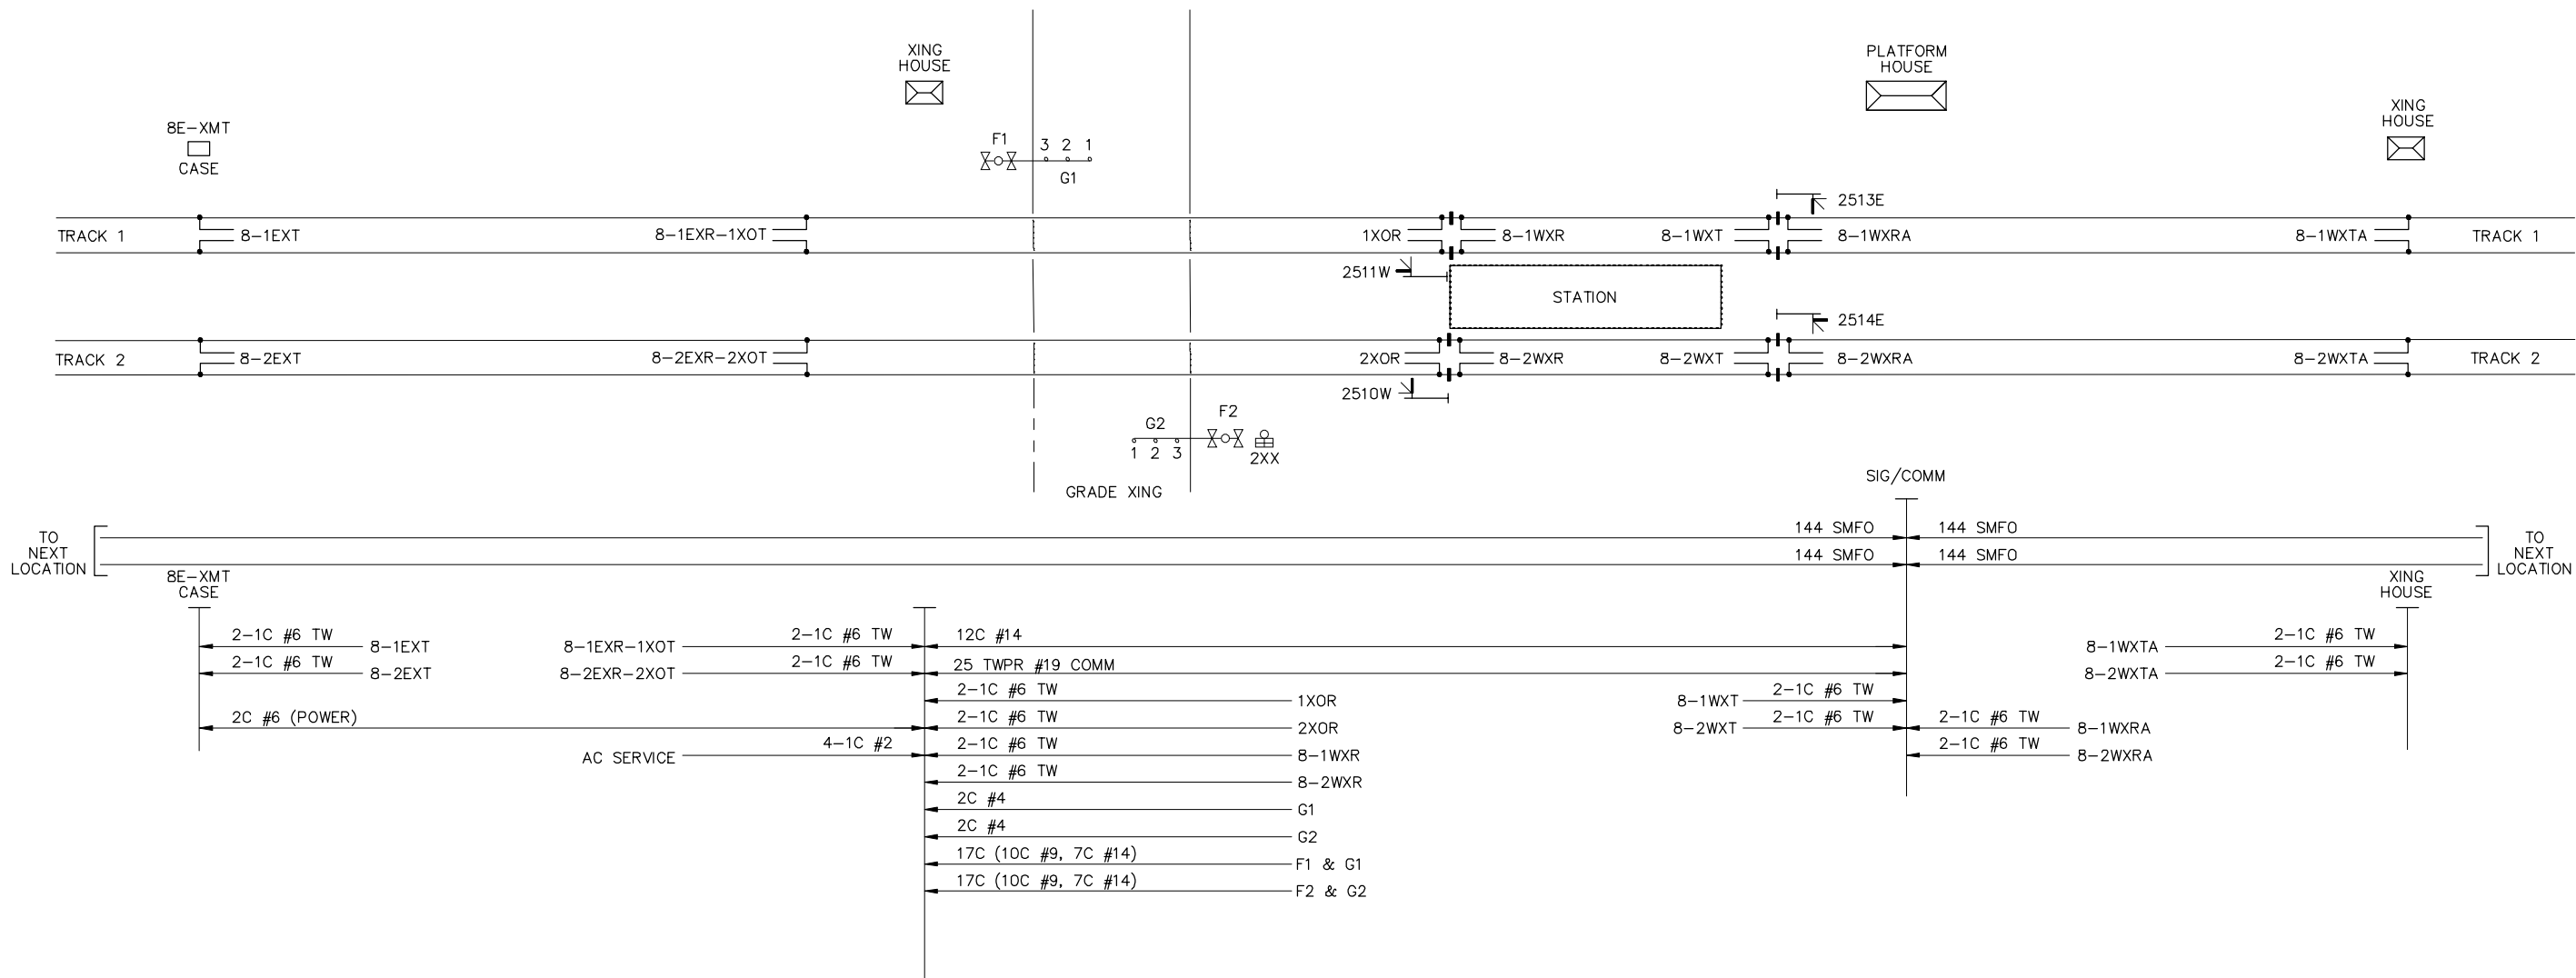 XING
HOUSE
PLATFORM
HOUSE
XING
HOUSE
8E-XMT
CASE
F1
3 2 1
G1
2513E
TRACK 1
8-1EXT
8-1EXR-1XOT
1XOR
8-1WXR
8-1WXT
8-1WXRA
8-1WXTA
TRACK 1
2511W
STATION
2514E
TRACK 2
8-2EXT
8-2EXR-2XOT
2XOR
8-2WXR
8-2WXT
8-2WXRA
8-2WXTA
TRACK 2
2510W
G2
F2
1 2 3
2XX
GRADE XING
SIG/COMM
TO
NEXT
LOCATION
144 SMFO
144 SMFO
144 SMFO
144 SMFO
TO
NEXT
LOCATION
8E-XMT
CASE
XING
HOUSE
2-1C #6 TW
8-1EXT
8-1EXR-1XOT
2-1C #6 TW
12C #14
8-1WXTA
2-1C #6 TW
2-1C #6 TW
8-2EXT
8-2EXR-2XOT
2-1C #6 TW
25 TWPR #19 COMM
8-2WXTA
2-1C #6 TW
2-1C #6 TW
1XOR
8-1WXT
2-1C #6 TW
2C #6 (POWER)
2-1C #6 TW
2XOR
8-2WXT
2-1C #6 TW
2-1C #6 TW
8-1WXRA
AC SERVICE
4-1C #2
2-1C #6 TW
8-1WXR
2-1C #6 TW
8-2WXRA
2-1C #6 TW
8-2WXR
2C #4
G1
2C #4
G2
17C (10C #9, 7C #14)
F1 & G1
17C (10C #9, 7C #14)
F2 & G2